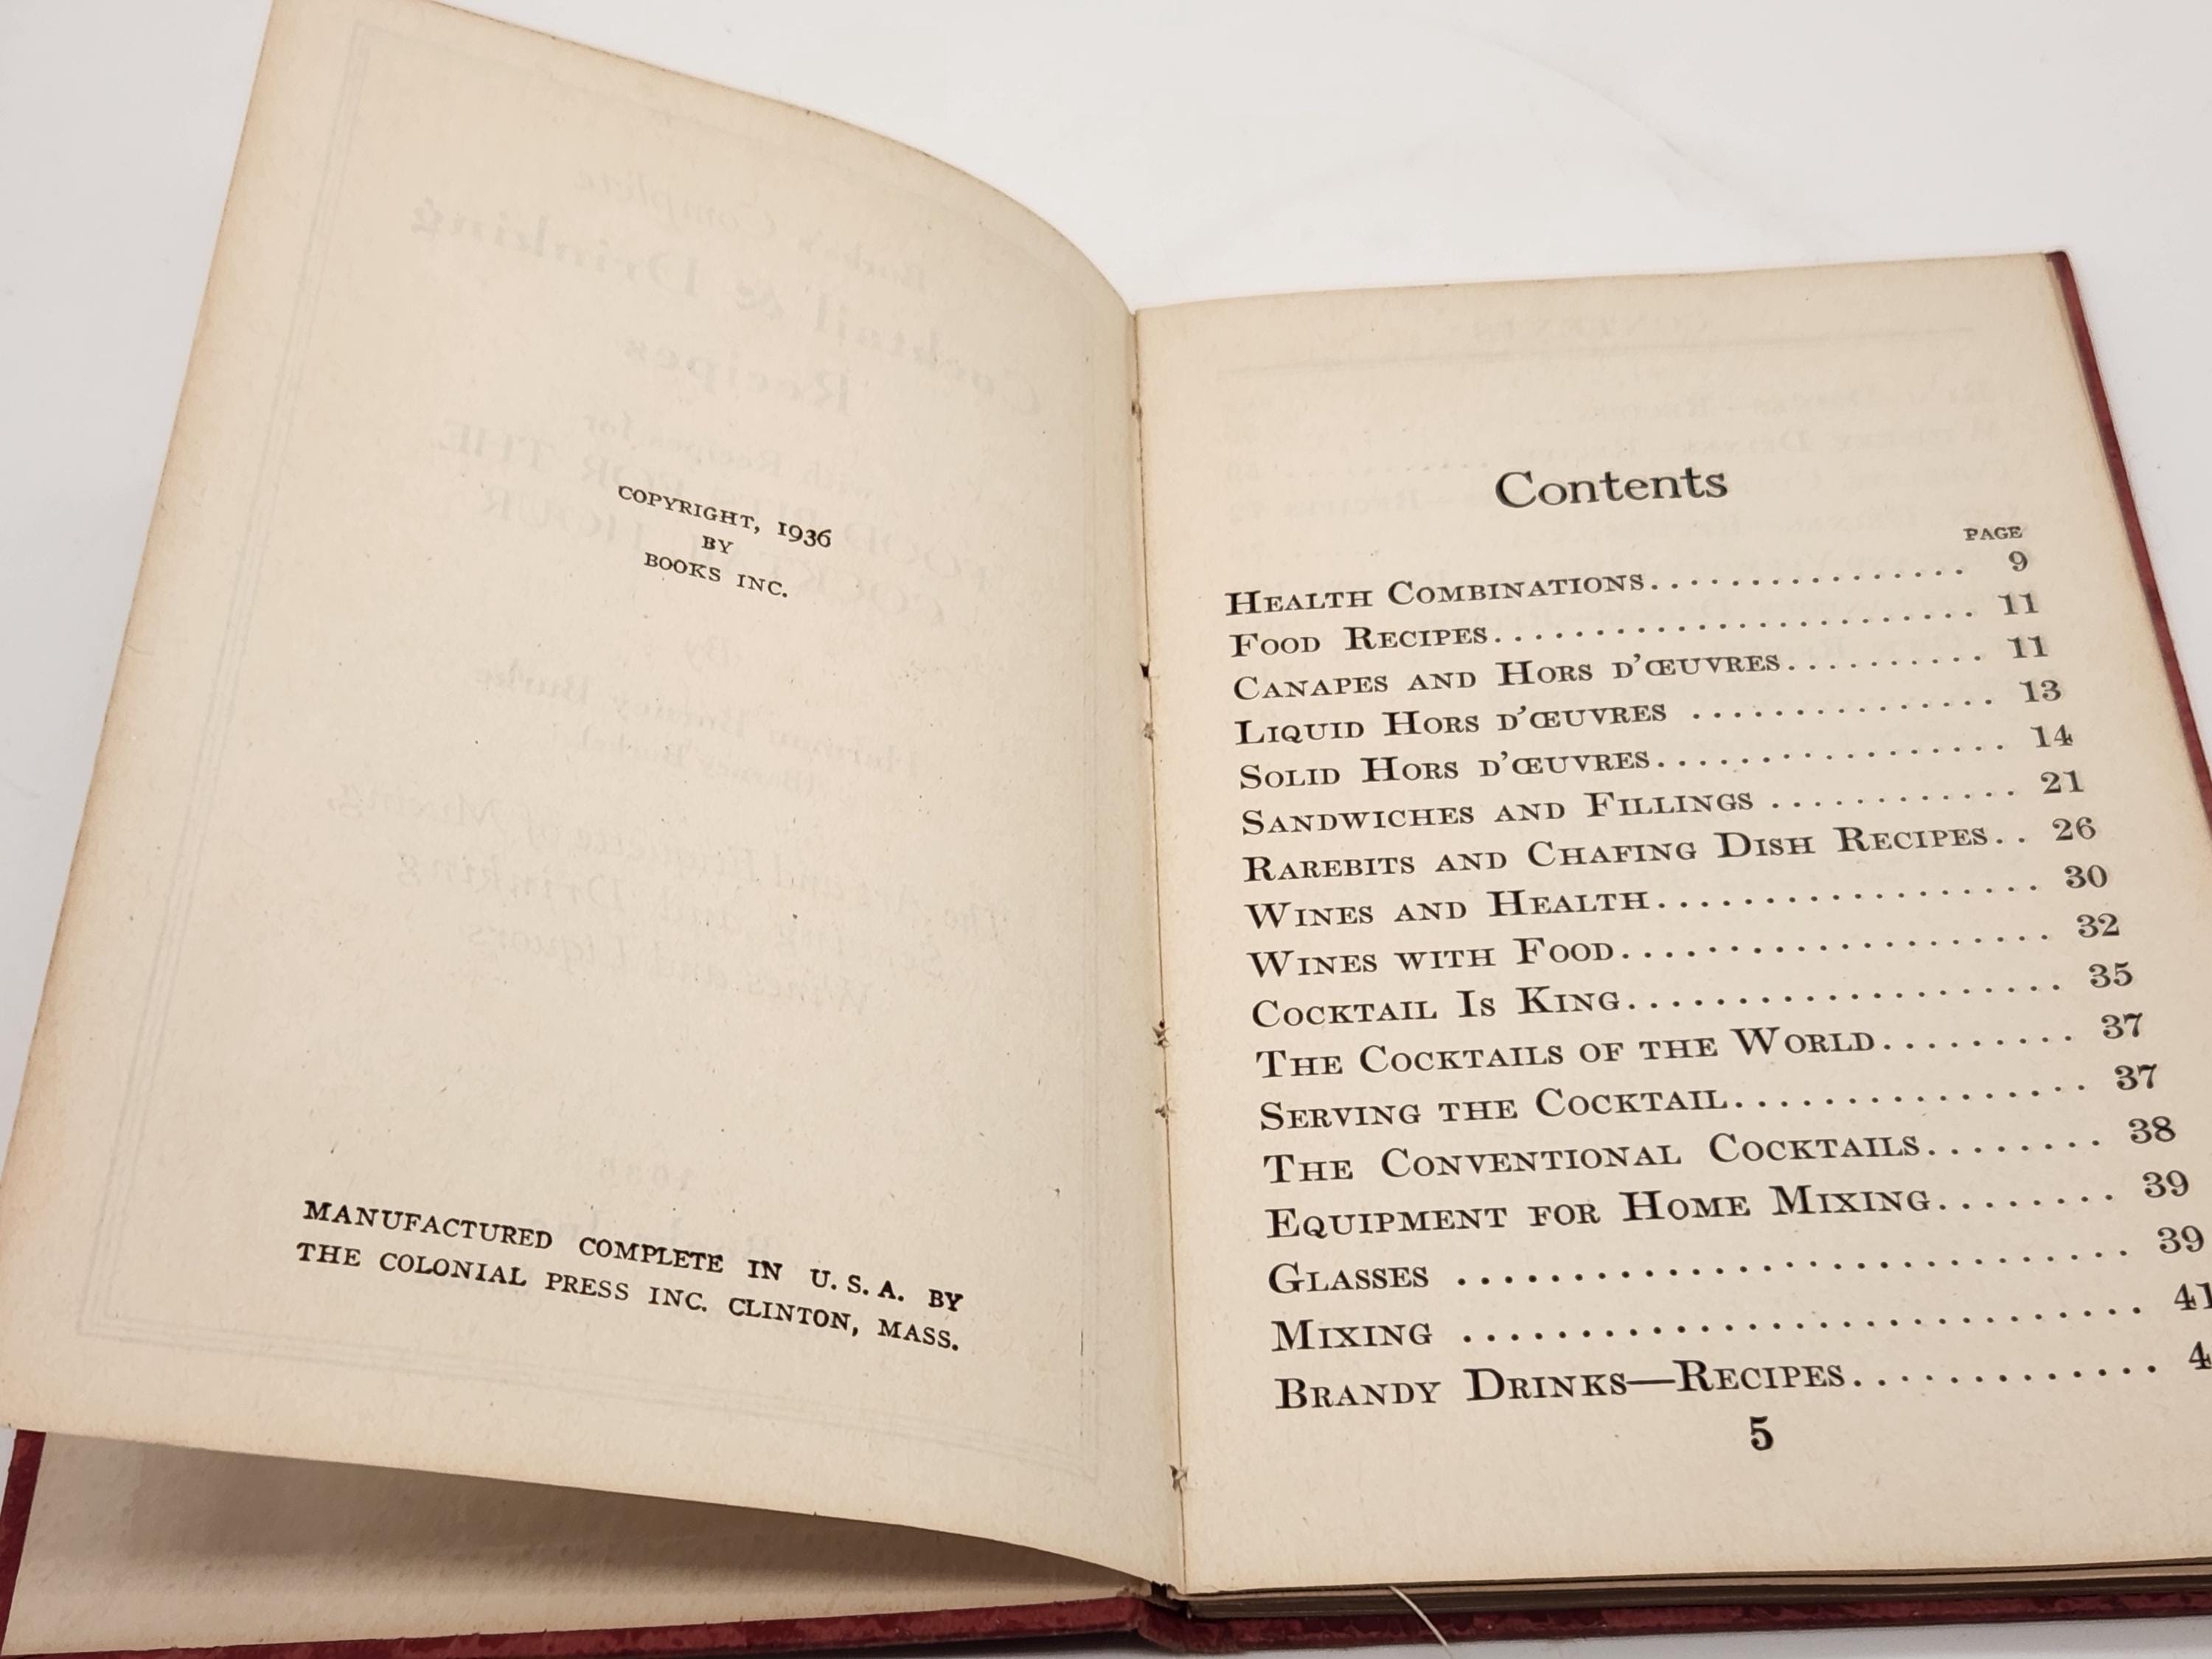 COPYRIGHT, 1936
BY
BOOKS INC.
MANUFACTURED COMPLETE IN U. S. A. BY
THE COLONIAL PRESS INC. CLINTON, MASS.
Contents
PAGE
HEALTH COMBINATIONS................ 9
FOOD RECIPES........................ 11
CANAPES AND HORS D'ŒUVRES.......... 11
LIQUID HORS D'ŒUVRES ............... 13
SOLID HORS D'ŒUVRES................. 14
SANDWICHES AND FILLINGS ............ 21
RAREBITS AND CHAFING DISH RECIPES.. 26
WINES AND HEALTH................... 30
WINES WITH FOOD..................... 32
COCKTAIL IS KING.................... 35
THE COCKTAILS OF THE WORLD......... 37
SERVING THE COCKTAIL................ 37
THE CONVENTIONAL COCKTAILS........ 38
EQUIPMENT FOR HOME MIXING........ 39
GLASSES ............................ 39
MIXING ............................. 41
BRANDY DRINKS—RECIPES............. 4
5